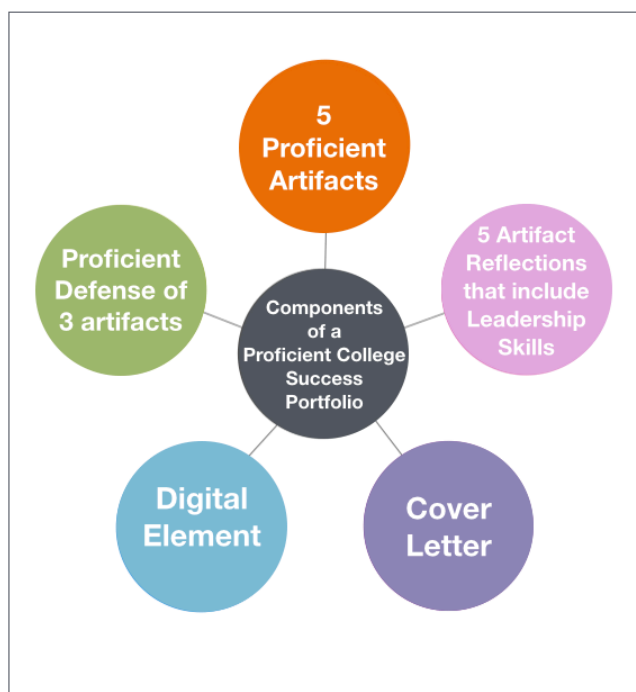 5
Proficient
Artifacts
5 Artifact
Reflections
that include
Leadership
Skills
Proficient
Defense of
3 artifacts
Components
of a
Proficient College
Success
Portfolio
Digital
Element
Cover
Letter